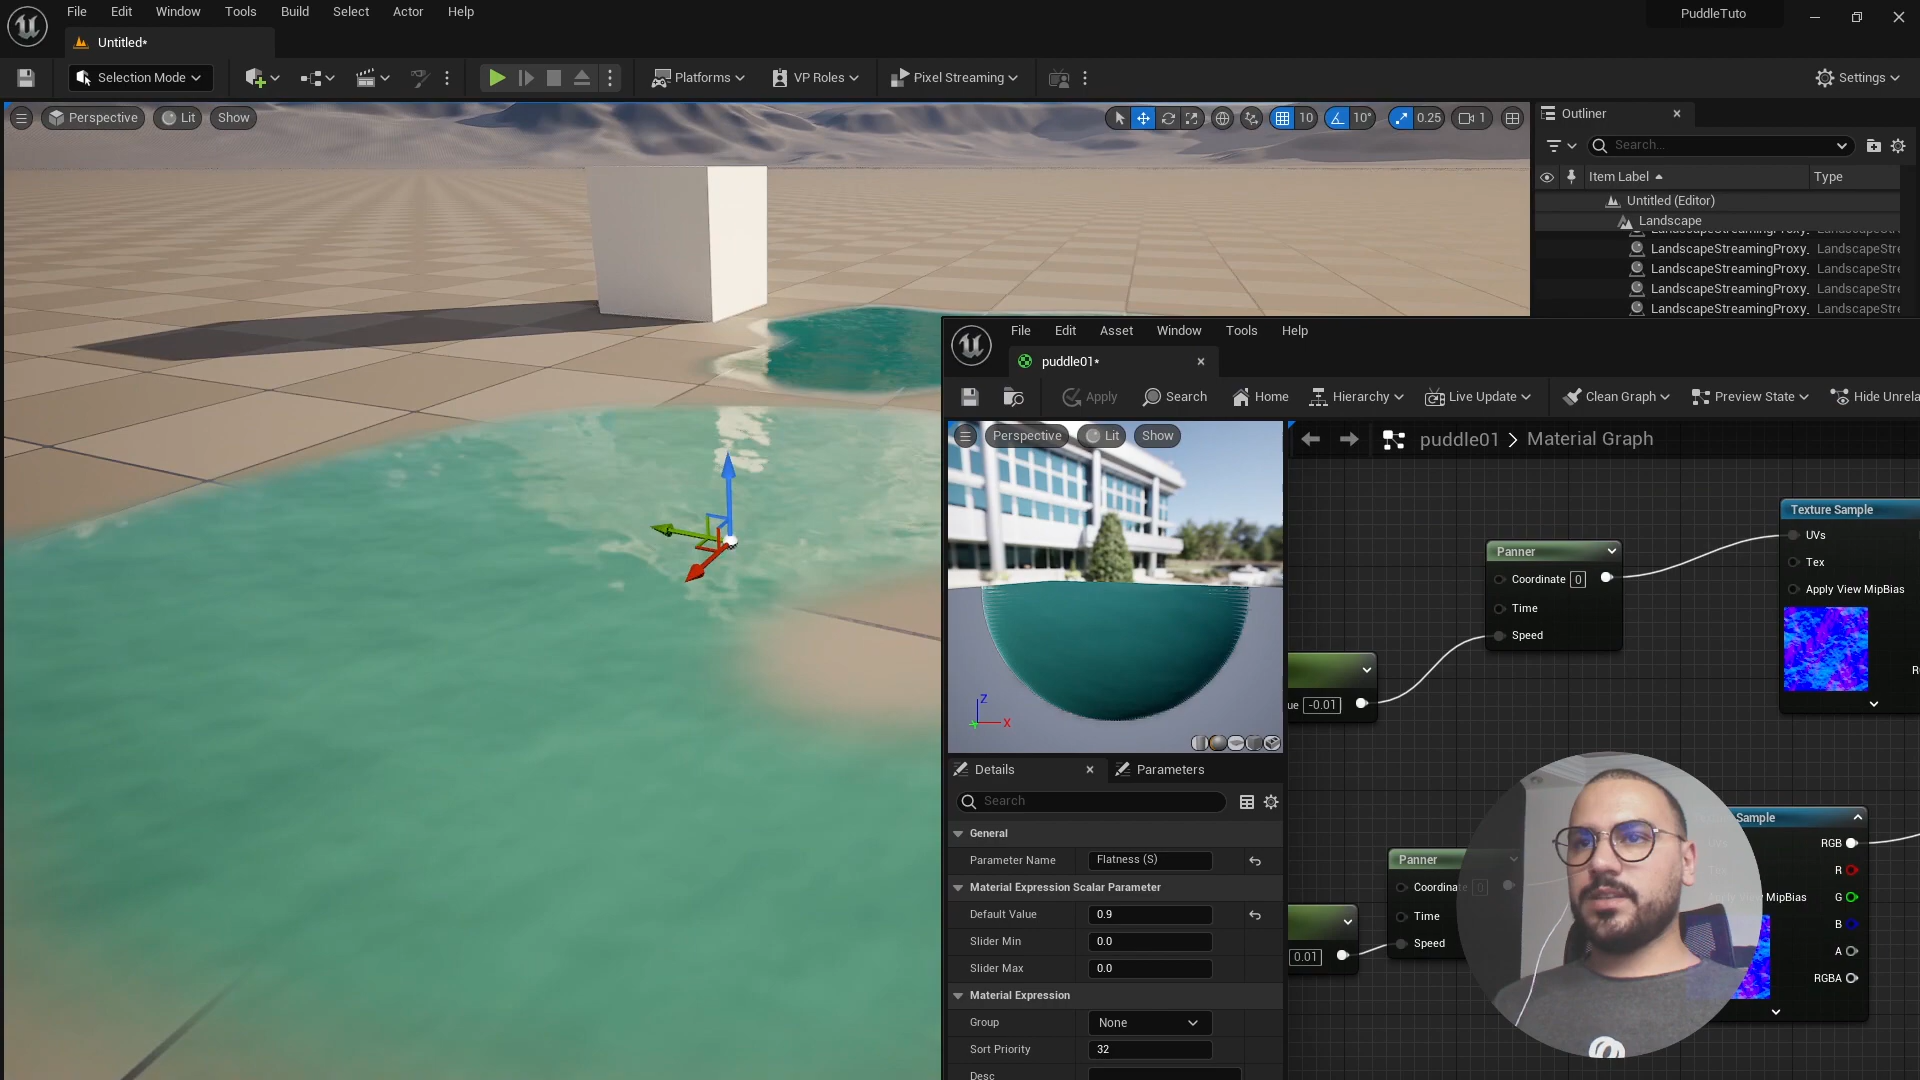 File Edit Window Tools Build Select Actor Help
PuddleTuto
Untitled*
Selection Mode
Platforms
VP Roles
Pixel Streaming
Settings
Perspective Lit Show
10 10° 0.25 1
Outliner
Search...
Item Label Type
Untitled (Editor)
Landscape
LandscapeStreamingProxy. LandscapeStre
LandscapeStreamingProxy. LandscapeStre
LandscapeStreamingProxy. LandscapeStre
LandscapeStreamingProxy. LandscapeStre
File Edit Asset Window Tools Help
puddle01*
Apply Search Home Hierarchy Live Update Clean Graph Preview State Hide Unrela
Perspective Lit Show
puddle01 > Material Graph
Texture Sample
UVs
Tex
Apply View MipBias
Panner
Coordinate 0
Time
Speed
ue -0.01
Z
X
Details
Parameters
Search
General
Parameter Name Flatness (S)
Material Expression Scalar Parameter
Default Value 0.9
Slider Min 0.0
Slider Max 0.0
Material Expression
Group None
Sort Priority 32
Desc
Panner
Coordinate 0
Time
Speed
0.01
Sample
RGB
R
MipBias G
B
A
RGBA